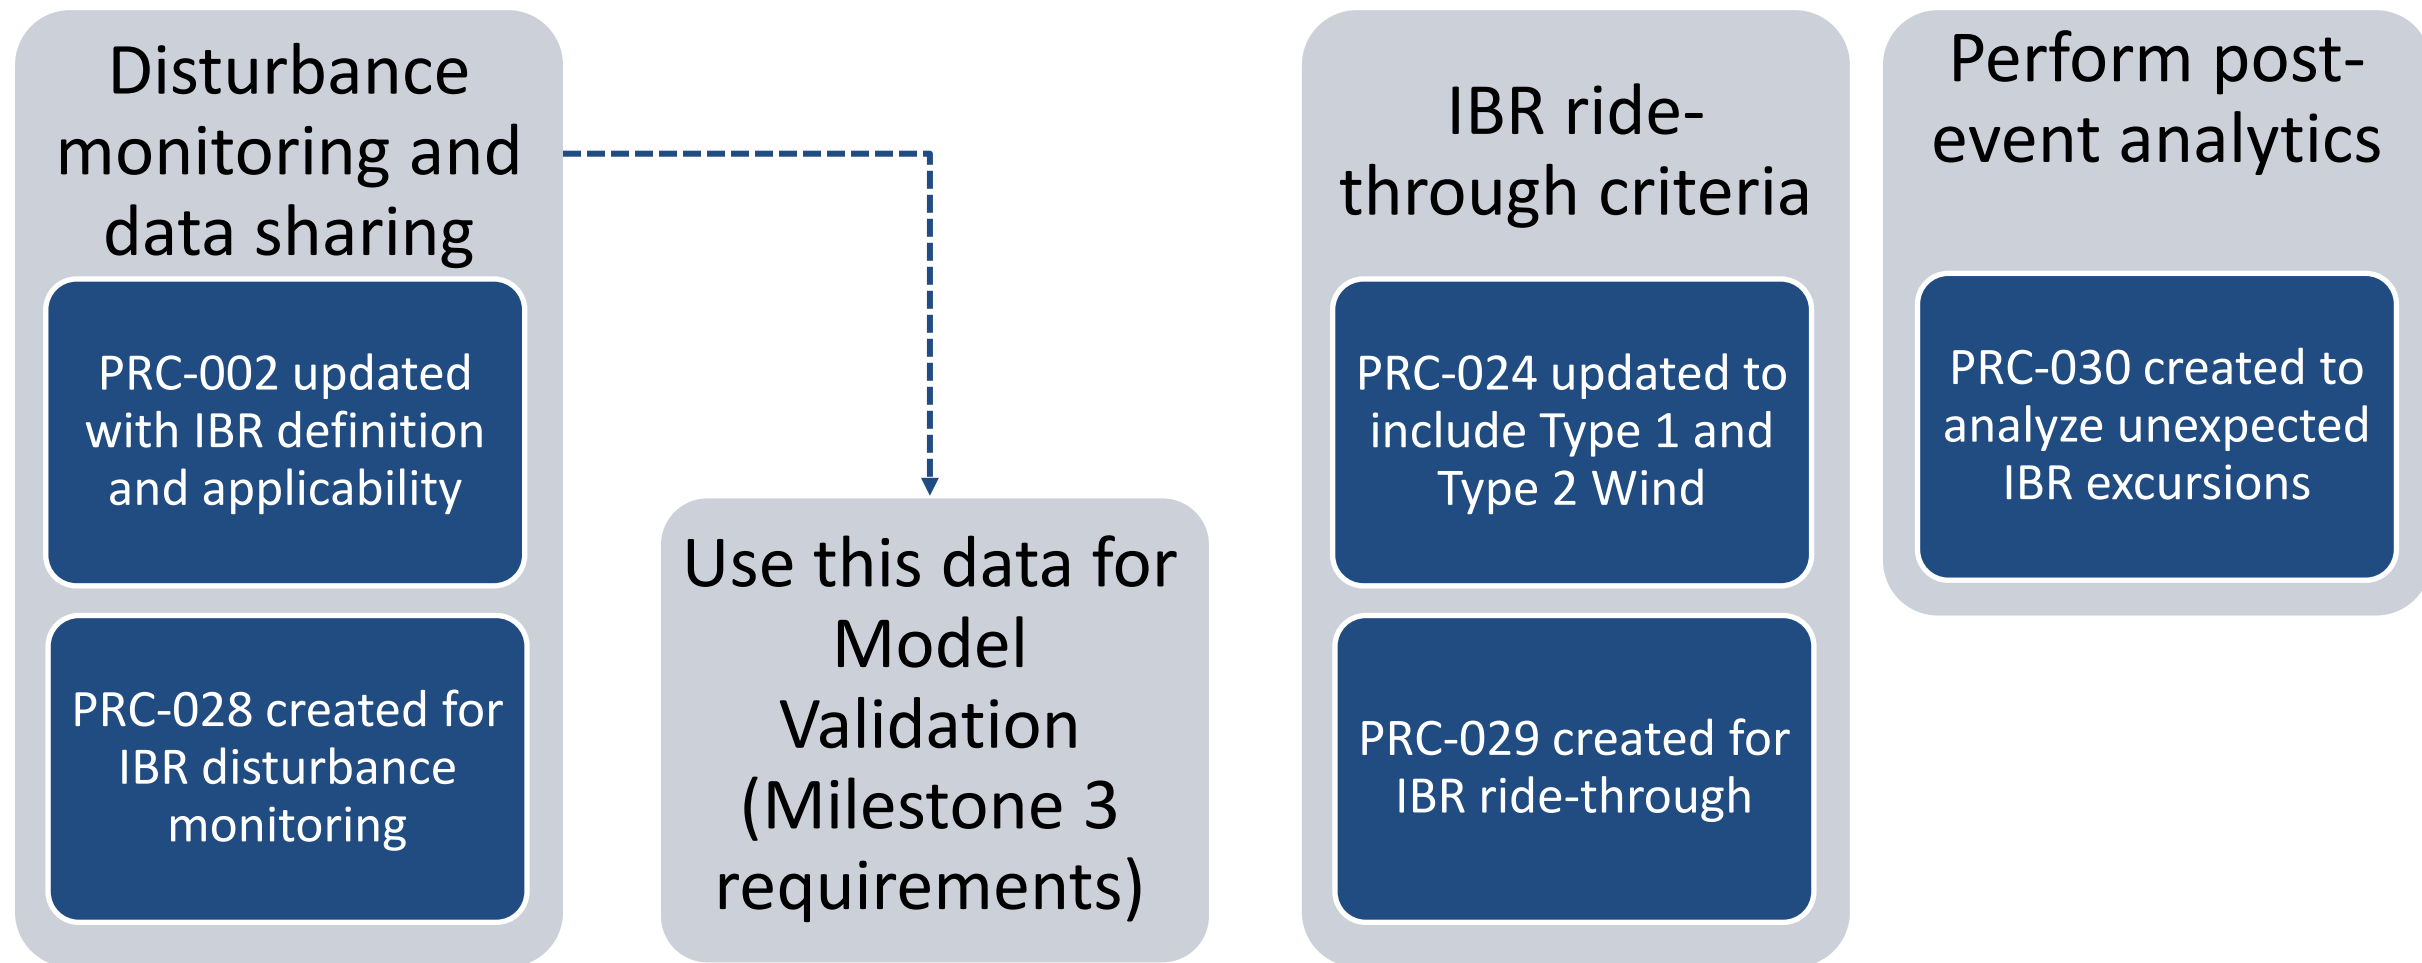 Disturbance
monitoring and
data sharing
PRC-002 updated
with IBR definition
and applicability
PRC-028 created for
IBR disturbance
monitoring
Use this data for
Model
Validation
(Milestone 3
requirements)
IBR ride-
through criteria
PRC-024 updated to
include Type 1 and
Type 2 Wind
PRC-029 created for
IBR ride-through
Perform post-
event analytics
PRC-030 created to
analyze unexpected
IBR excursions